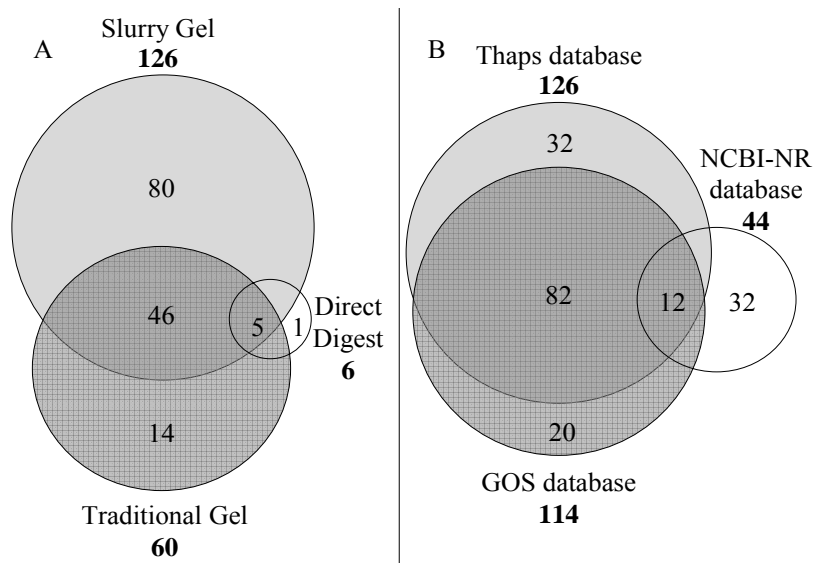 A
Slurry Gel
126
80
46
5
1
Direct
Digest
6
14
Traditional Gel
60
B
Thaps database
126
32
NCBI-NR
database
44
82
12
32
20
GOS database
114